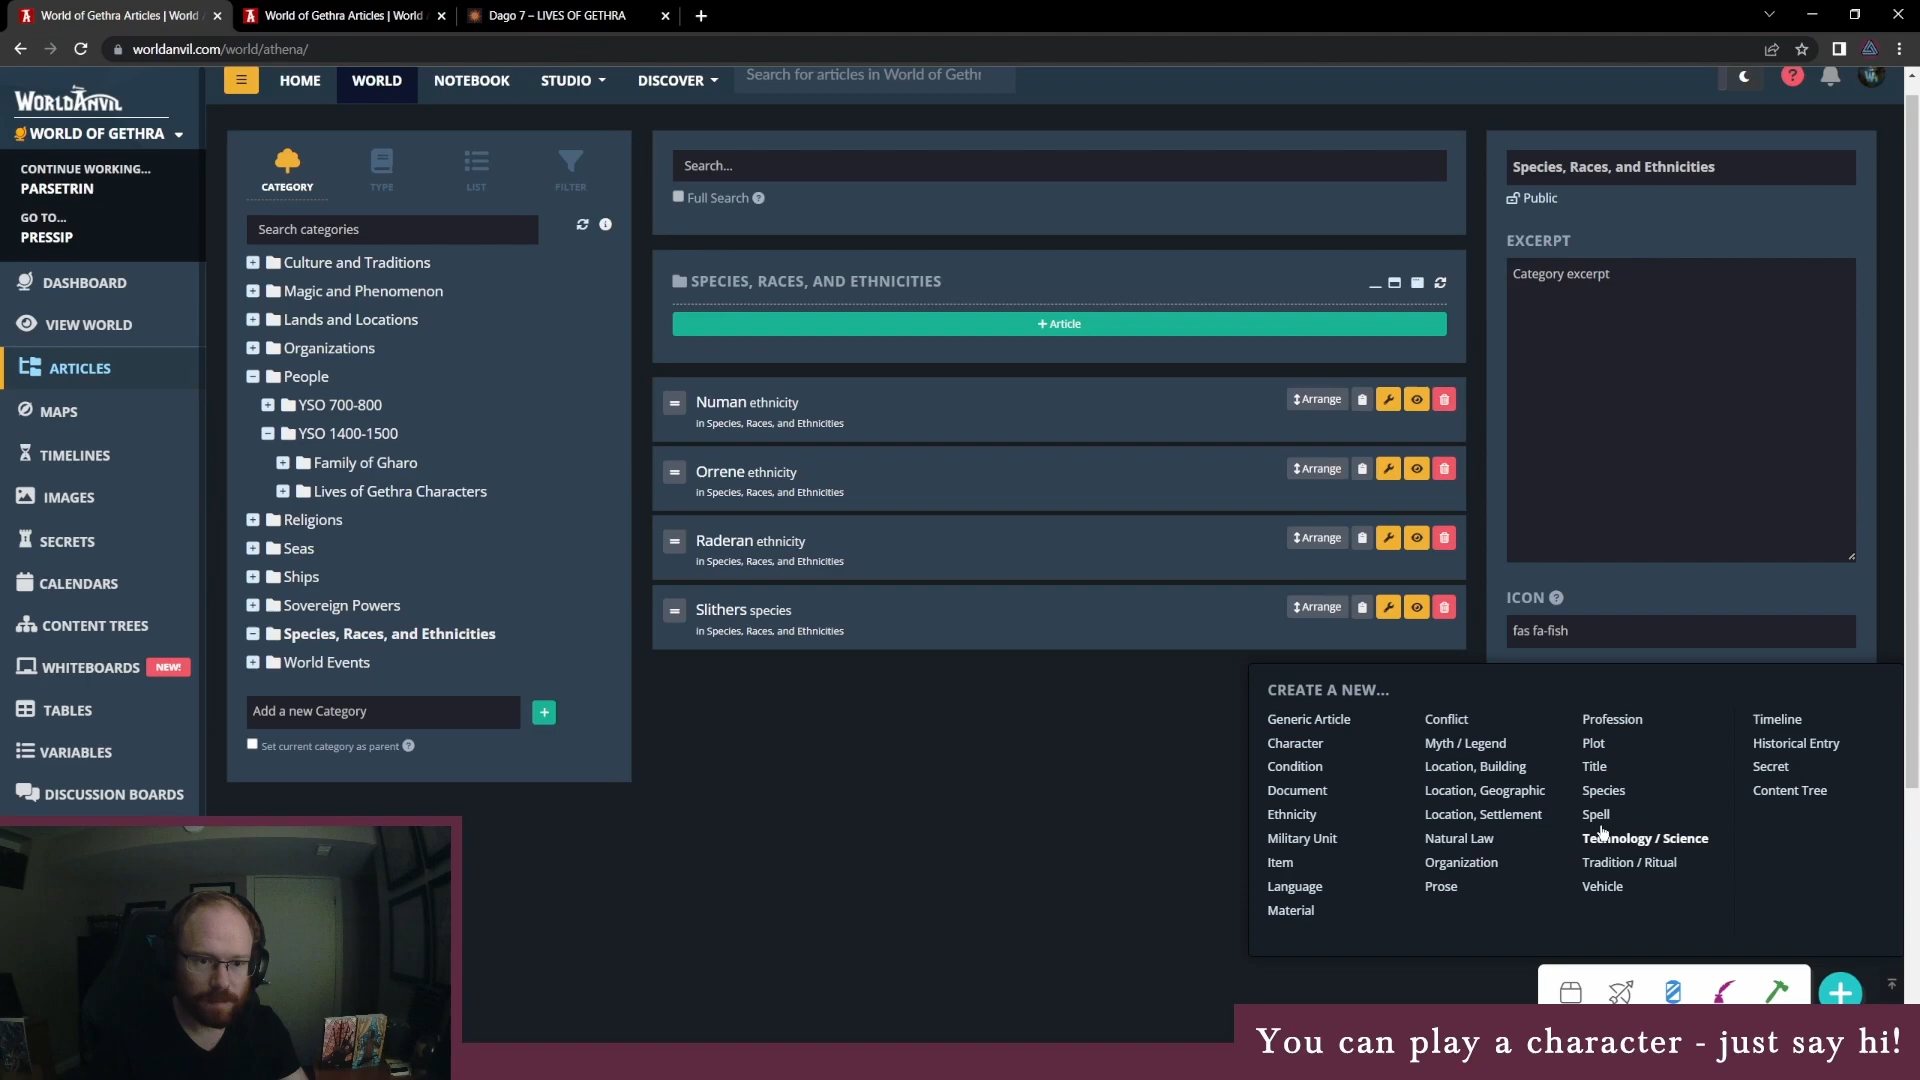 World of Gethra Articles | World
World of Gethra Articles | World
Dago 7 – LIVES OF GETHRA
worldanvil.com/world/athena/
WORLDANVIL
WORLD OF GETHRA
CONTINUE WORKING...
PARSETRIN
GO TO...
PRESSIP
DASHBOARD
VIEW WORLD
ARTICLES
MAPS
TIMELINES
IMAGES
SECRETS
CALENDARS
CONTENT TREES
WHITEBOARDS NEW!
TABLES
VARIABLES
DISCUSSION BOARDS
HOME WORLD NOTEBOOK STUDIO DISCOVER
CATEGORY TYPE LIST FILTER
Search categories
Culture and Traditions
Magic and Phenomenon
Lands and Locations
Organizations
People
YSO 700-800
YSO 1400-1500
Family of Gharo
Lives of Gethra Characters
Religions
Seas
Ships
Sovereign Powers
Species, Races, and Ethnicities
World Events
Add a new Category
Set current category as parent
Search...
Full Search
SPECIES, RACES, AND ETHNICITIES
+ Article
Numan ethnicity
in Species, Races, and Ethnicities
Arrange
Orrene ethnicity
in Species, Races, and Ethnicities
Arrange
Raderan ethnicity
in Species, Races, and Ethnicities
Arrange
Slithers species
in Species, Races, and Ethnicities
Arrange
Species, Races, and Ethnicities
Public
EXCERPT
Category excerpt
ICON
fas fa-fish
CREATE A NEW...
Generic Article
Character
Condition
Document
Ethnicity
Military Unit
Item
Language
Material
Conflict
Myth / Legend
Location, Building
Location, Geographic
Location, Settlement
Natural Law
Organization
Prose
Profession
Plot
Title
Species
Spell
Technology / Science
Tradition / Ritual
Vehicle
Timeline
Historical Entry
Secret
Content Tree
You can play a character - just say hi!